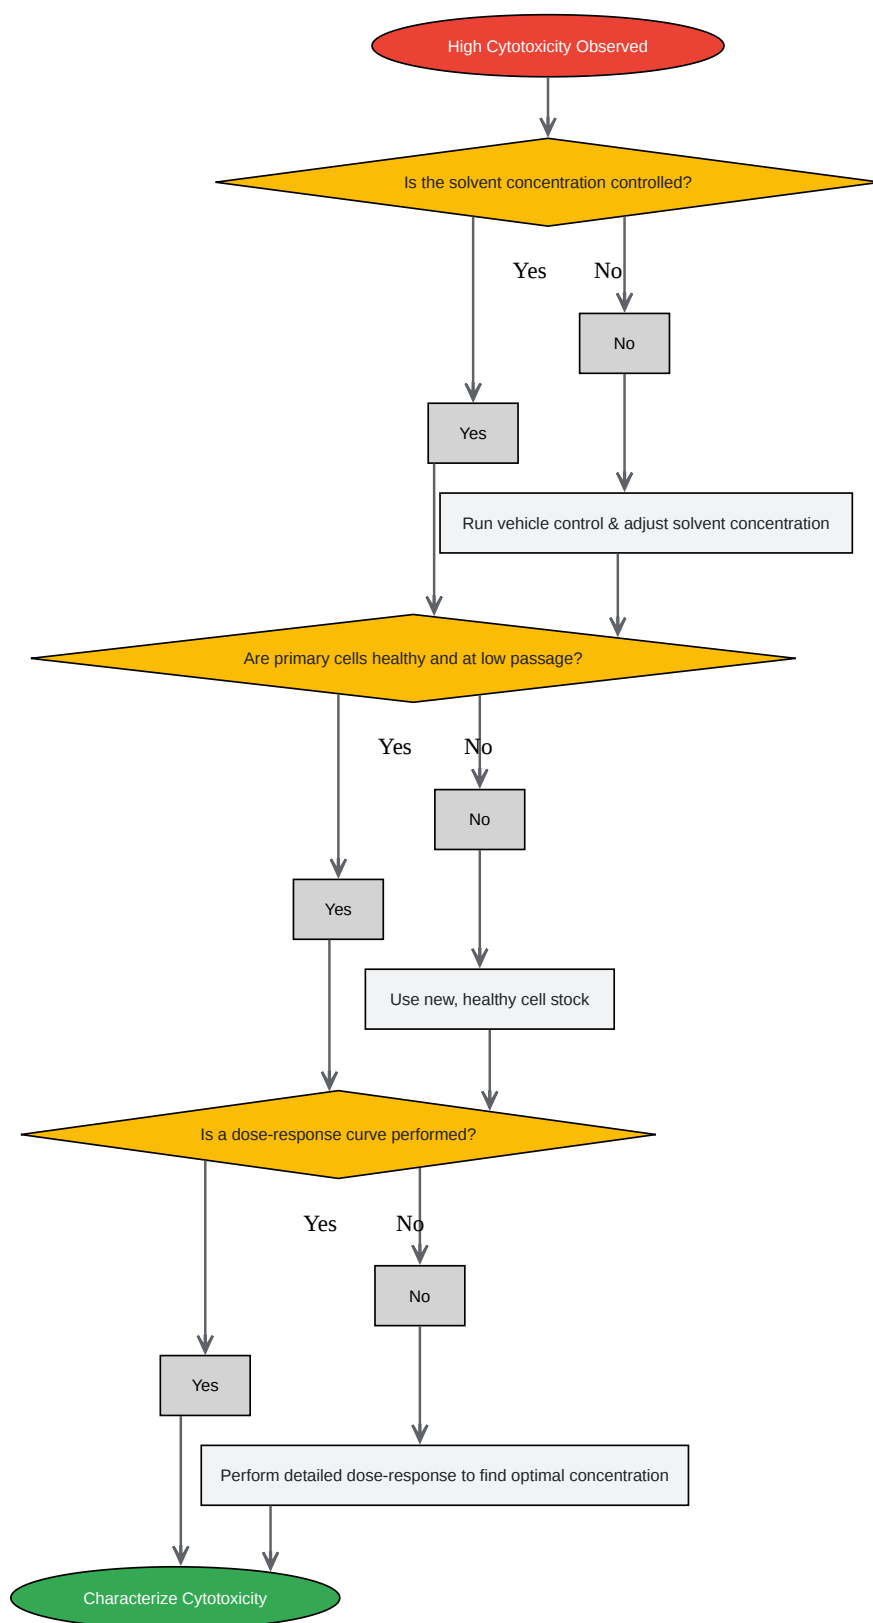 High Cytotoxicity Observed
Is the solvent concentration controlled?
Yes
No
No
Yes
Run vehicle control & adjust solvent concentration
Are primary cells healthy and at low passage?
Yes
No
No
Yes
Use new, healthy cell stock
Is a dose-response curve performed?
Yes
No
No
Yes
Perform detailed dose-response to find optimal concentration
Characterize Cytotoxicity